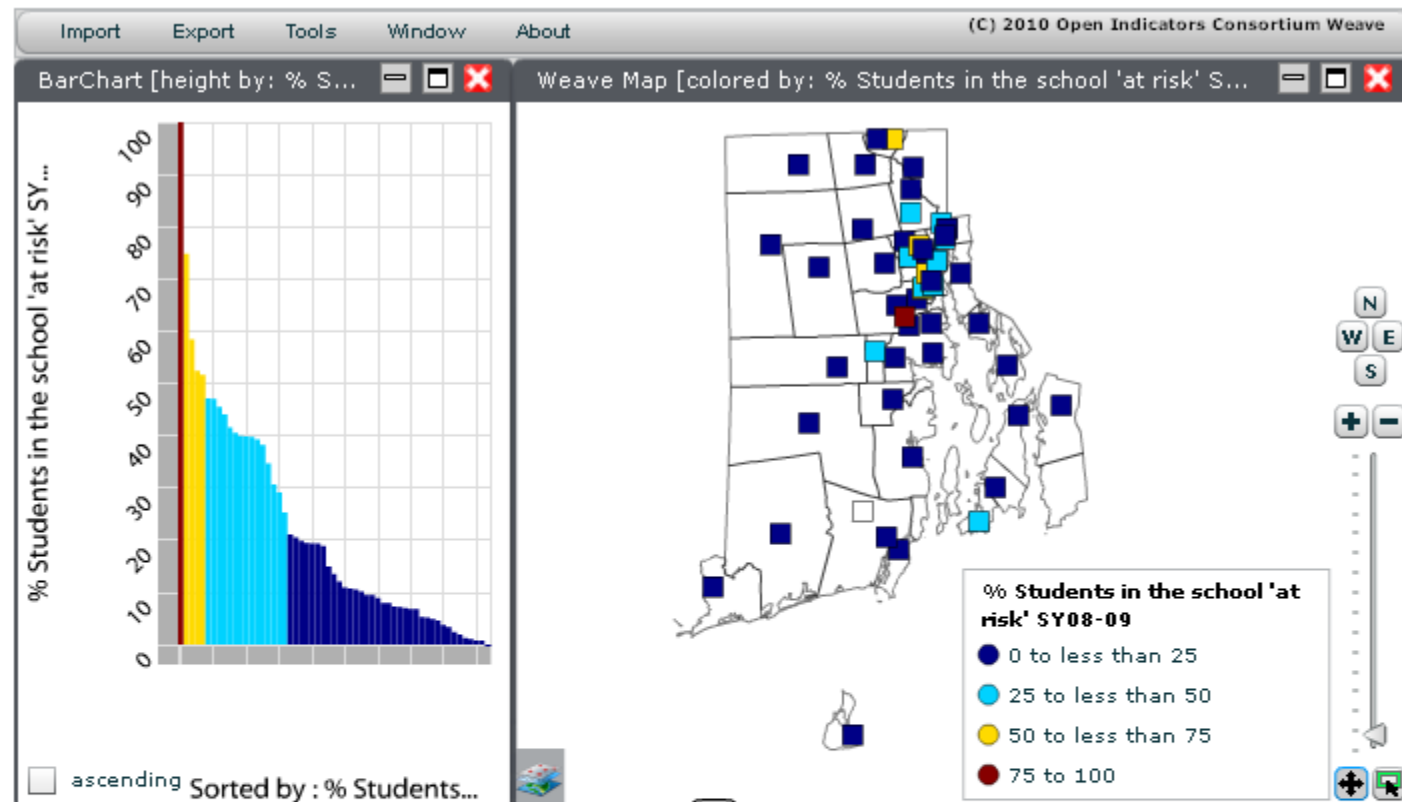 Import Export Tools Window About
(C) 2010 Open Indicators Consortium Weave
BarChart [height by: % S...
Weave Map [colored by: % Students in the school 'at risk' S...
% Students in the school 'at risk' SY...
100
90
80
70
60
50
40
30
20
10
0
ascending
Sorted by : % Students...
N
W E
S
% Students in the school 'at
risk' SY08-09
0 to less than 25
25 to less than 50
50 to less than 75
75 to 100